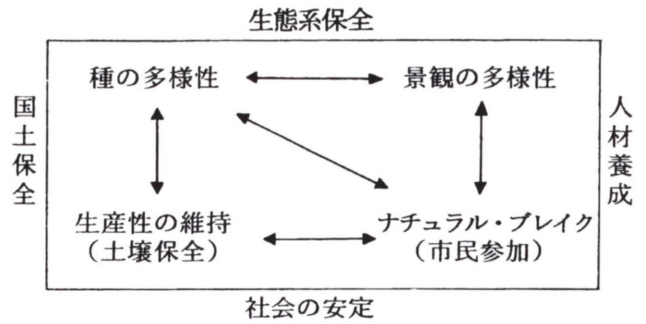 生態系保全
種の多様性
景観の多様性
国土保全
人材養成
生産性の維持
（土壌保全）
ナチュラル・ブレイク
（市民参加）
社会の安定